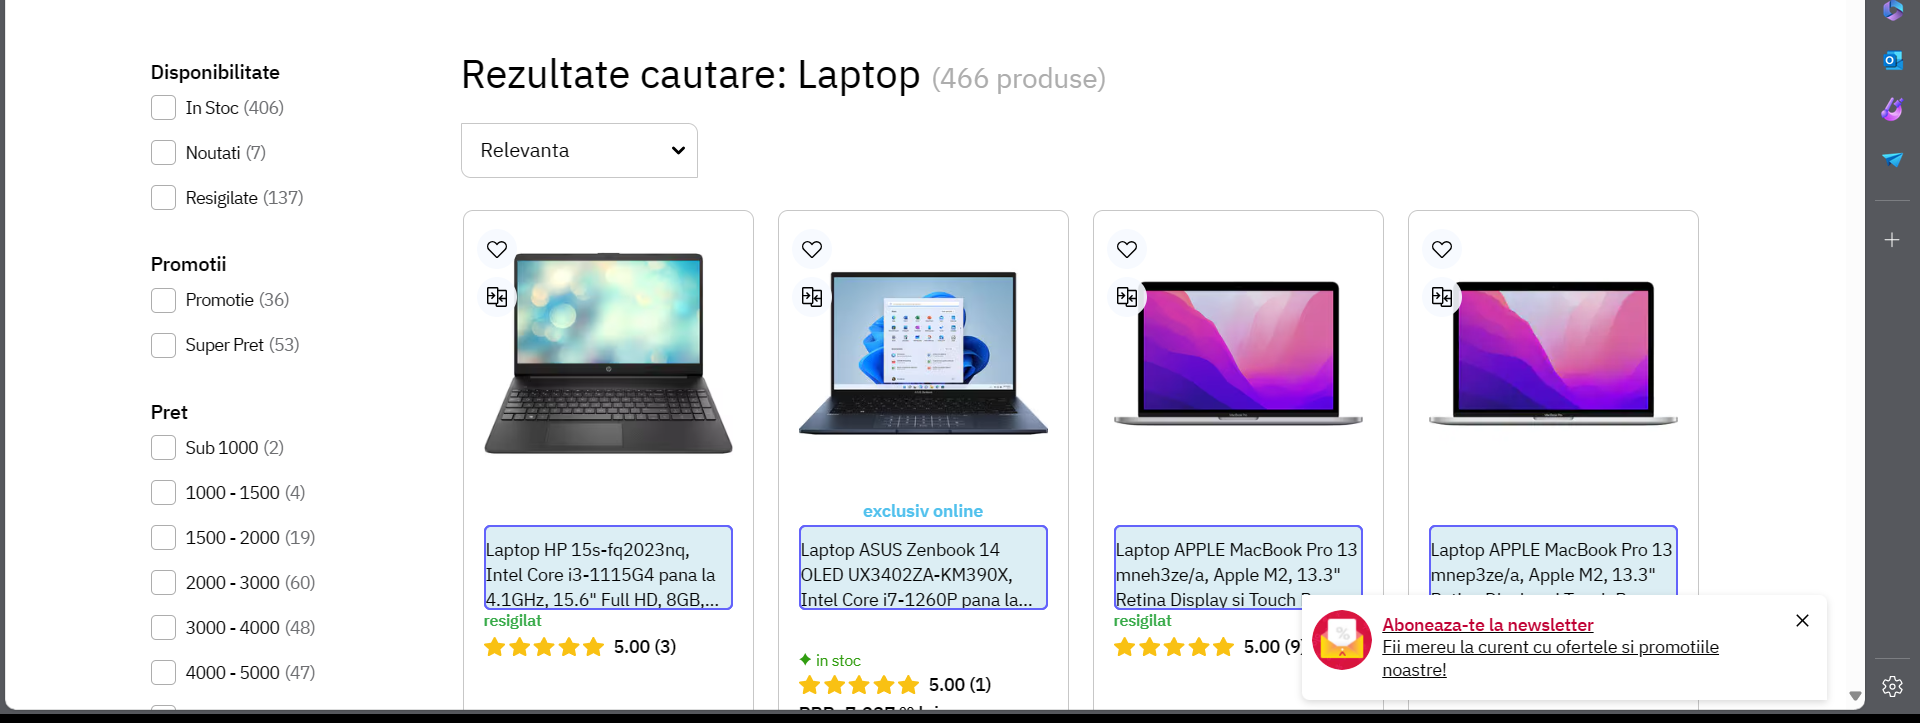 Disponibilitate
In Stoc (406)
Noutati (7)
Resigilate (137)
Promotii
Promotie (36)
Super Pret (53)
Pret
Sub 1000 (2)
1000 - 1500 (4)
1500 - 2000 (19)
2000 - 3000 (60)
3000 - 4000 (48)
4000 - 5000 (47)
Rezultate cautare: Laptop (466 produse)
Relevanta
Laptop HP 15s-fq2023nq,
Intel Core i3-1115G4 pana la
4.1GHz, 15.6" Full HD, 8GB,...
resigilat
5.00 (3)
exclusiv online
Laptop ASUS Zenbook 14
OLED UX3402ZA-KM390X,
Intel Core i7-1260P pana la...
in stoc
5.00 (1)
Laptop APPLE MacBook Pro 13
mneh3ze/a, Apple M2, 13.3"
Retina Display si Touch
resigilat
5.00 (9)
Laptop APPLE MacBook Pro 13
mnep3ze/a, Apple M2, 13.3"
Aboneaza-te la newsletter
Fii mereu la curent cu ofertele si promotiile
noastre!